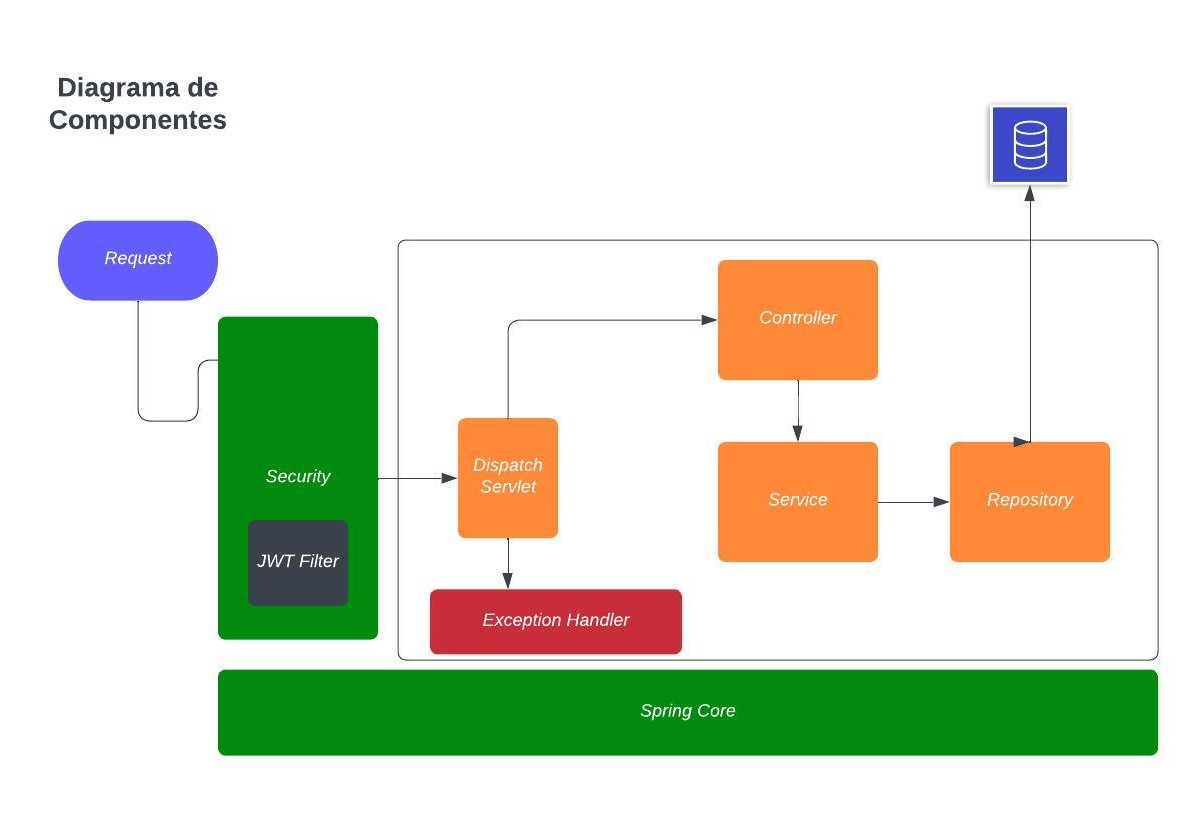 Diagrama de
Componentes
Request
Controller
Security
Dispatch
Servlet
Service
Repository
JWT Filter
Exception Handler
Spring Core